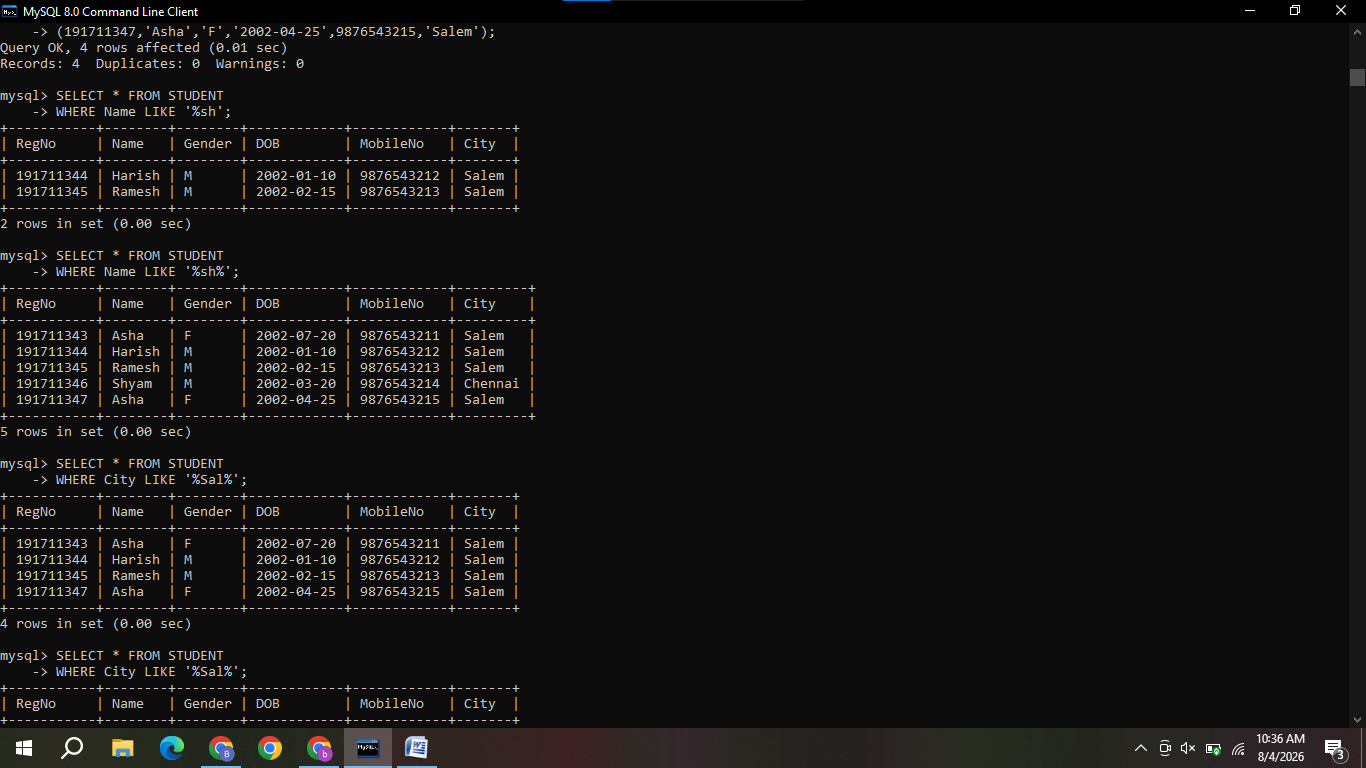 MySQL 8.0 Command Line Client
    -> (191711347,'Asha','F','2002-04-25',9876543215,'Salem');
Query OK, 4 rows affected (0.01 sec)
Records: 4  Duplicates: 0  Warnings: 0
mysql> SELECT * FROM STUDENT
    -> WHERE Name LIKE '%sh';
+-----------+--------+--------+------------+------------+-------+
| RegNo     | Name   | Gender | DOB        | MobileNo   | City  |
+-----------+--------+--------+------------+------------+-------+
| 191711344 | Harish | M      | 2002-01-10 | 9876543212 | Salem |
| 191711345 | Ramesh | M      | 2002-02-15 | 9876543213 | Salem |
+-----------+--------+--------+------------+------------+-------+
2 rows in set (0.00 sec)
mysql> SELECT * FROM STUDENT
    -> WHERE Name LIKE '%sh%';
+-----------+--------+--------+------------+------------+---------+
| RegNo     | Name   | Gender | DOB        | MobileNo   | City    |
+-----------+--------+--------+------------+------------+---------+
| 191711343 | Asha   | F      | 2002-07-20 | 9876543211 | Salem   |
| 191711344 | Harish | M      | 2002-01-10 | 9876543212 | Salem   |
| 191711345 | Ramesh | M      | 2002-02-15 | 9876543213 | Salem   |
| 191711346 | Shyam  | M      | 2002-03-20 | 9876543214 | Chennai |
| 191711347 | Asha   | F      | 2002-04-25 | 9876543215 | Salem   |
+-----------+--------+--------+------------+------------+---------+
5 rows in set (0.00 sec)
mysql> SELECT * FROM STUDENT
    -> WHERE City LIKE '%Sal%';
+-----------+--------+--------+------------+------------+-------+
| RegNo     | Name   | Gender | DOB        | MobileNo   | City  |
+-----------+--------+--------+------------+------------+-------+
| 191711343 | Asha   | F      | 2002-07-20 | 9876543211 | Salem |
| 191711344 | Harish | M      | 2002-01-10 | 9876543212 | Salem |
| 191711345 | Ramesh | M      | 2002-02-15 | 9876543213 | Salem |
| 191711347 | Asha   | F      | 2002-04-25 | 9876543215 | Salem |
+-----------+--------+--------+------------+------------+-------+
4 rows in set (0.00 sec)
mysql> SELECT * FROM STUDENT
    -> WHERE City LIKE '%Sal%';
+-----------+--------+--------+------------+------------+-------+
| RegNo     | Name   | Gender | DOB        | MobileNo   | City  |
+-----------+--------+--------+------------+------------+-------+
B
b
10:36 AM
8/4/2026
3